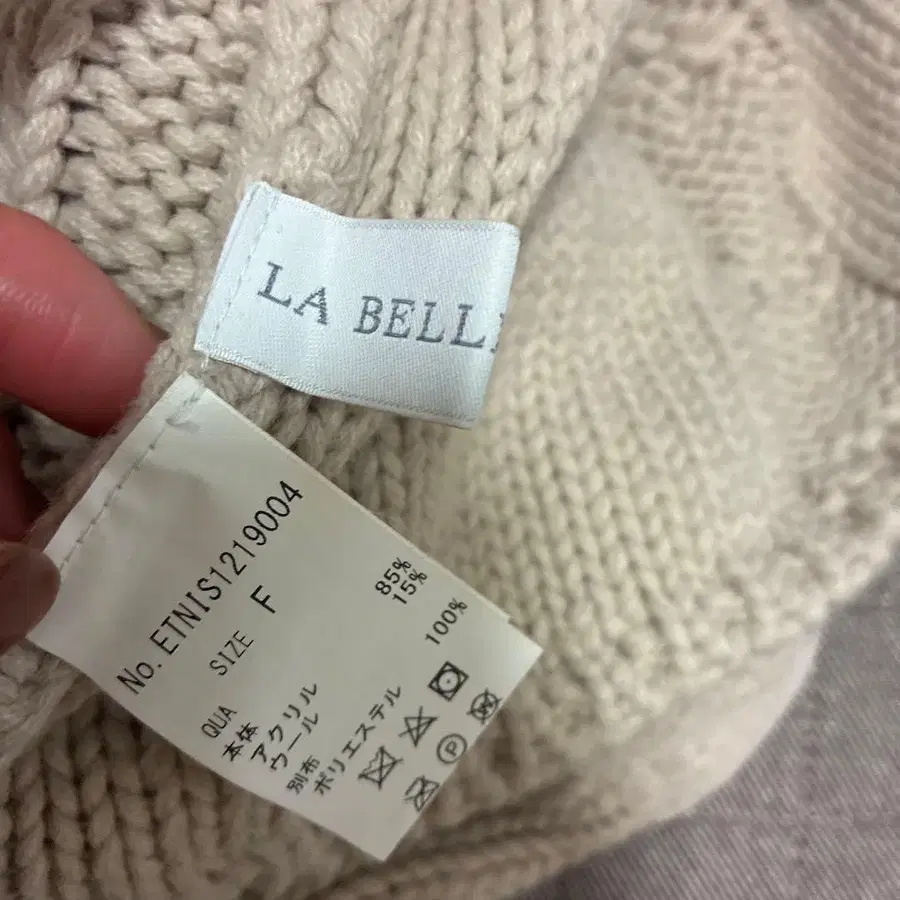 LA BELL
No. ETNIS1219004
SIZE F
QUA
本体
アクリル 85%
ウール 15%
別布
ポリエステル 100%
P